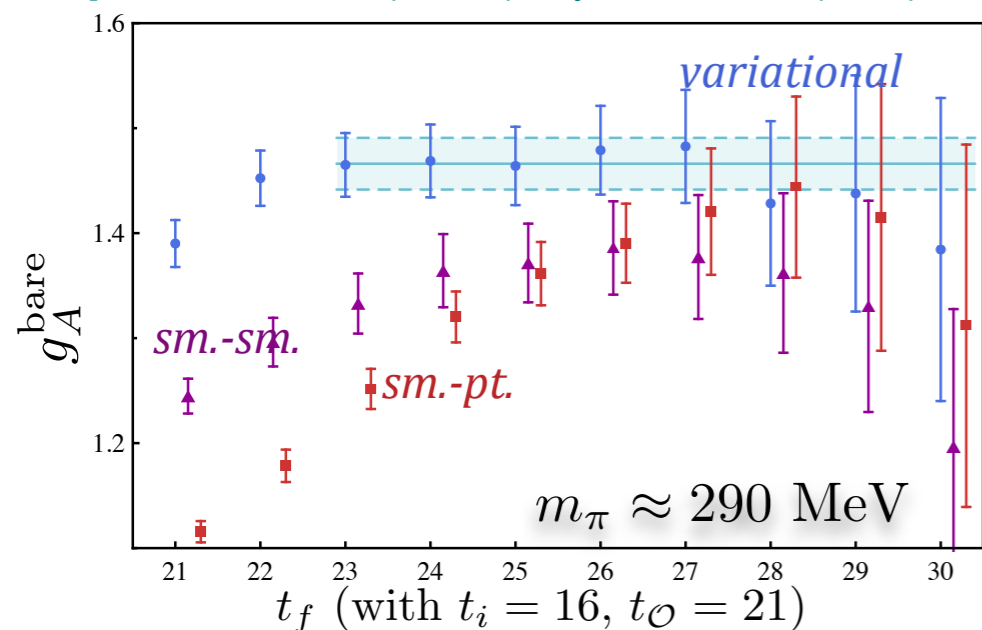 1.6
variational
1.4
g_A^bare
sm.-sm.
sm.-pt.
1.2
m_π ≈ 290 MeV
21 22 23 24 25 26 27 28 29 30
t_f (with t_i = 16, t_𝒪 = 21)